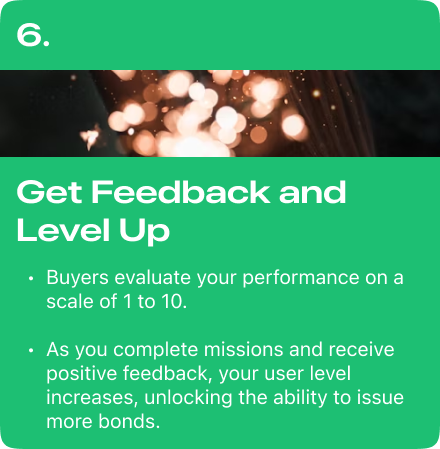 6.
Get Feedback and
Level Up
• Buyers evaluate your performance on a
scale of 1 to 10.
• As you complete missions and receive
positive feedback, your user level
increases, unlocking the ability to issue
more bonds.